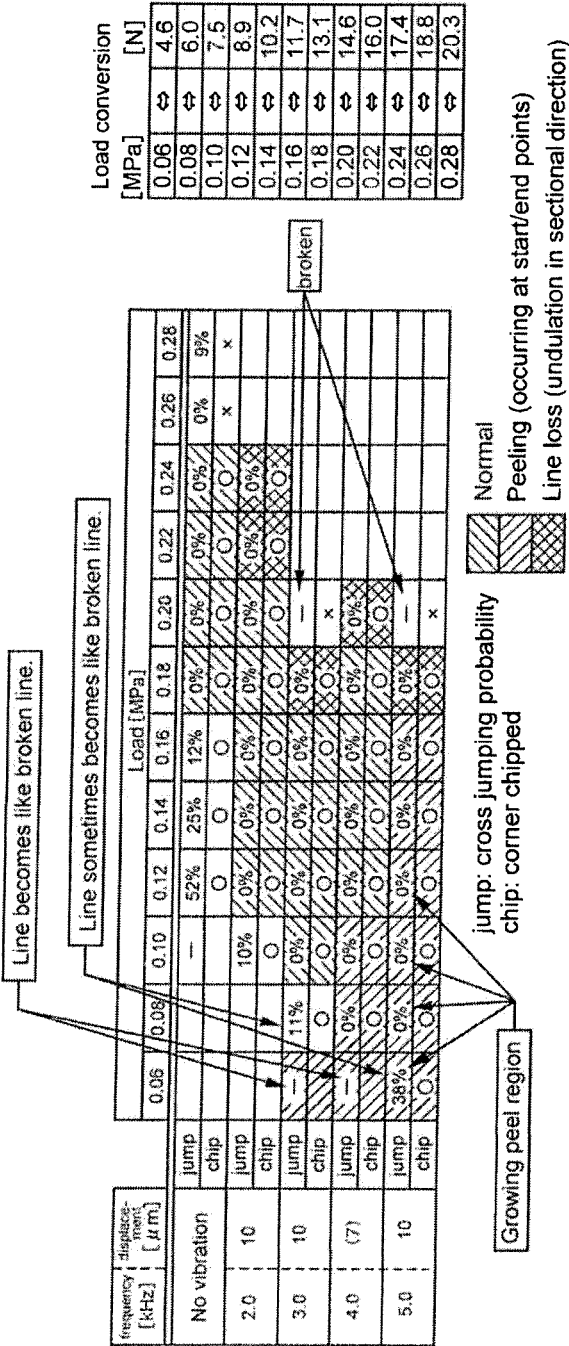 Line becomes like broken line.
Line sometimes becomes like broken line.
frequency [kHz] displace-ment [μm] Load [MPa]
0.06 0.08 0.10 0.12 0.14 0.16 0.18 0.20 0.22 0.24 0.26 0.28
No vibration jump — 52% 25% 12% 0% 0% 0% 0% 0% 9%
chip ○ ○ ○ ○ ○ ○ ○ × ×
2.0 10 jump 10% 0% 0% 0% 0% 0% 0% 0%
chip ○ ○ ○ ○ ○ ○ ○ ○
3.0 10 jump — 11% 0% 0% 0% 0% 0% —
chip ○ ○ ○ ○ ○ ○ ×
4.0 (7) jump — 0% 0% 0% 0% 0% 0% 0%
chip ○ ○ ○ ○ ○ ○ ○
5.0 10 jump 38% 0% 0% 0% 0% 0% 0% —
chip ○ ○ ○ ○ ○ ○ ○ ×
broken
Growing peel region
jump: cross jumping probability
chip: corner chipped
Normal
Peeling (occurring at start/end points)
Line loss (undulation in sectional direction)
Load conversion
[MPa] [N]
0.06 ⇔ 4.6
0.08 ⇔ 6.0
0.10 ⇔ 7.5
0.12 ⇔ 8.9
0.14 ⇔ 10.2
0.16 ⇔ 11.7
0.18 ⇔ 13.1
0.20 ⇔ 14.6
0.22 ⇔ 16.0
0.24 ⇔ 17.4
0.26 ⇔ 18.8
0.28 ⇔ 20.3